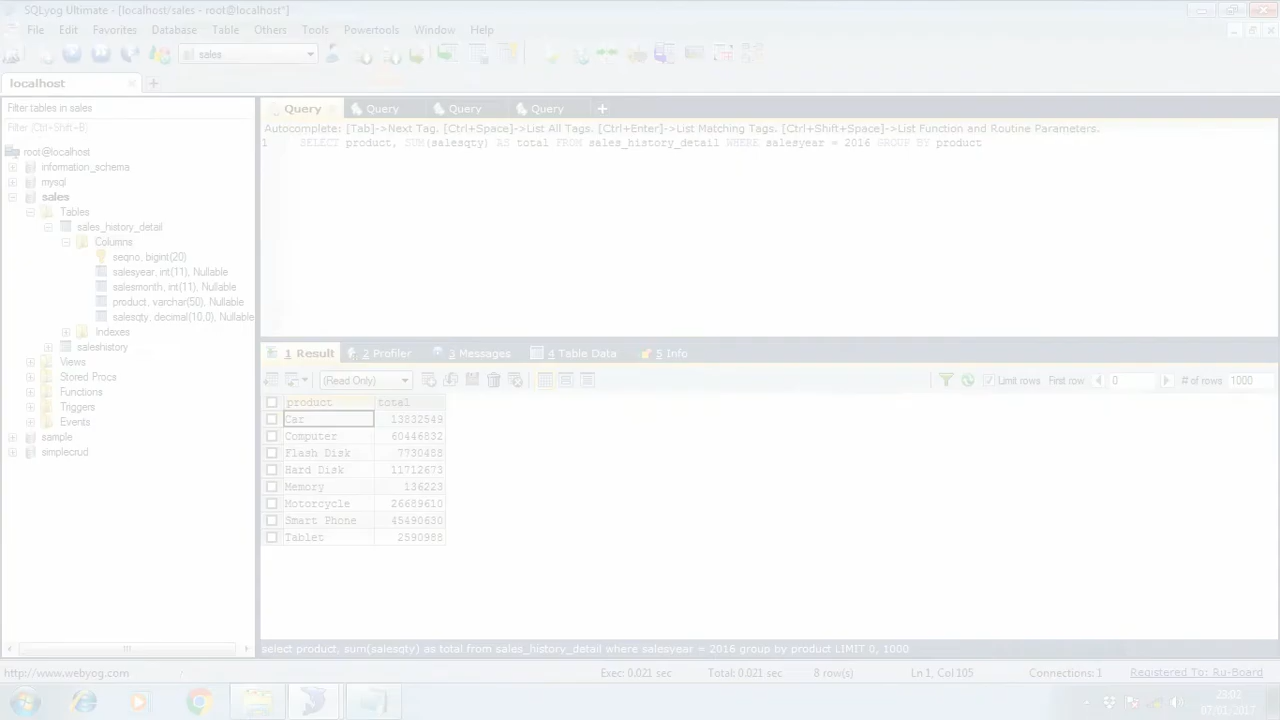 SQLyog Ultimate - [localhost/sales - root@localhost*]
File Edit Favorites Database Table Others Tools Powertools Window Help
sales
localhost
Filter tables in sales
Filter (Ctrl+Shift+B)
root@localhost
information_schema
mysql
sales
Tables
sales_history_detail
Columns
seqno, bigint(20)
salesyear, int(11), Nullable
salesmonth, int(11), Nullable
product, varchar(50), Nullable
salesqty, decimal(10,0), Nullable
Indexes
saleshistory
Views
Stored Procs
Functions
Triggers
Events
sample
simplecrud
Query Query Query Query
Autocomplete: [Tab]->Next Tag. [Ctrl+Space]->List All Tags. [Ctrl+Enter]->List Matching Tags. [Ctrl+Shift+Space]->List Function and Routine Parameters.
1 SELECT product, SUM(salesqty) AS total FROM sales_history_detail WHERE salesyear = 2016 GROUP BY product
1 Result 2 Profiler 3 Messages 4 Table Data 5 Info
(Read Only) Limit rows First row 0 # of rows 1000
product total
Car 13832549
Computer 60446832
Flash Disk 7730488
Hard Disk 11712673
Memory 136223
Motorcycle 26689610
Smart Phone 45490630
Tablet 2590988
select product, sum(salesqty) as total from sales_history_detail where salesyear = 2016 group by product LIMIT 0, 1000
http://www.webyog.com Exec: 0.021 sec Total: 0.021 sec 8 row(s) Ln 1, Col 105 Connections: 1 Registered To: Ru-Board
23:02
07/01/2017